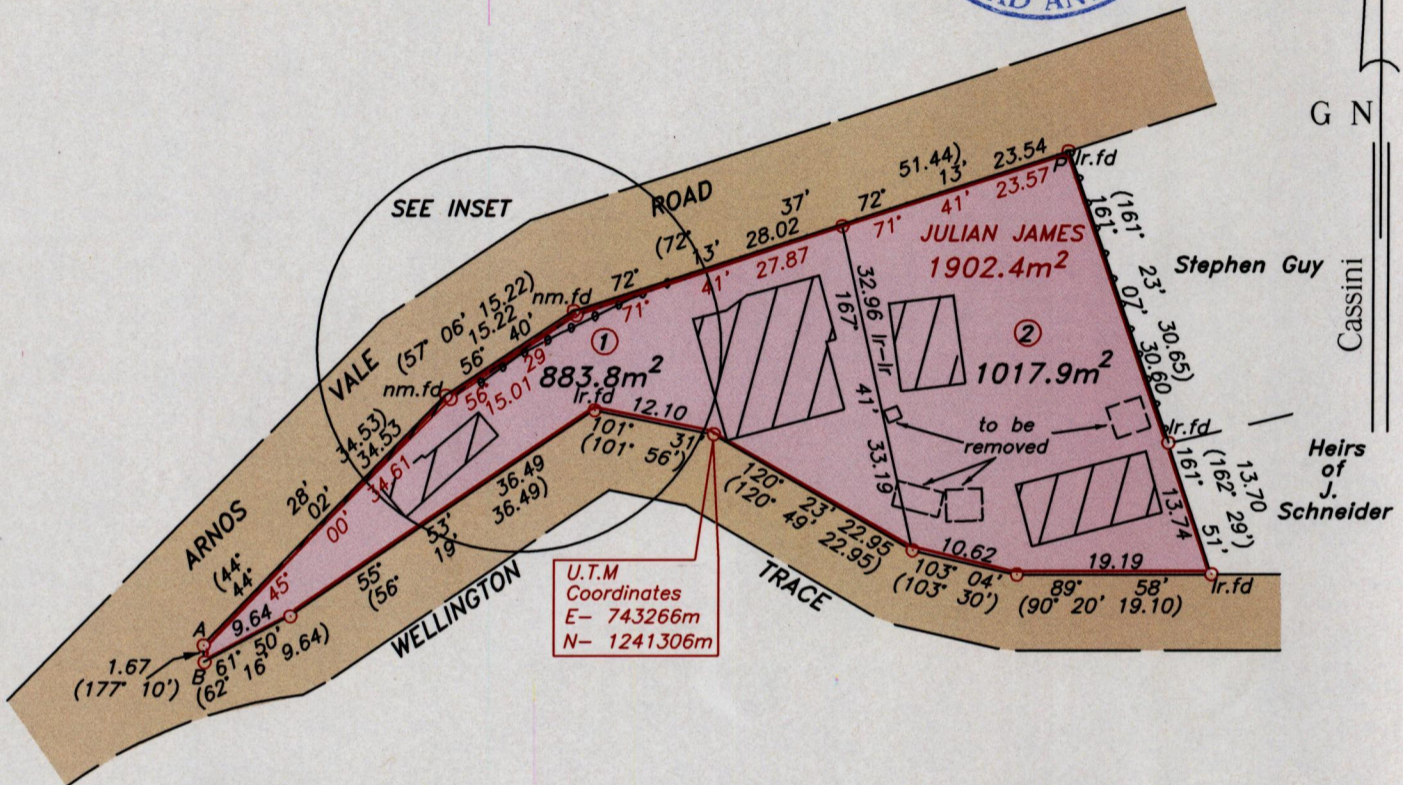 AD AN
G N
Cassini
SEE INSET
ARNOS VALE ROAD
WELLINGTON TRACE
Stephen Guy
Heirs
of
J.
Schneider
JULIAN JAMES
1902.4m²
1
883.8m²
2
1017.9m²
to be
removed
U.T.M
Coordinates
E- 743266m
N- 1241306m
A
B
1.67
(177° 10')
9.64
61° 50'
(62° 16' 9.64)
(44° 28' 34.53)
44° 02' 34.53
45° 00' 34.61
nm.fd
(57° 06' 15.22)
56° 40' 15.22
56° 29' 15.01
nm.fd
(72° 37' 51.44)
72° 13' 28.02
71° 41' 27.87
72° 13' 23.54
71° 41' 23.57
Ir.fd
(161° 23' 30.65)
161° 07' 30.60
Ir.fd
13.70
(162° 29')
161° 51'
13.74
Ir.fd
32.96 Ir-Ir
167° 41' 33.19
Ir.fd
12.10
101° 31'
(101° 56')
36.49
55° 53'
(56° 19' 36.49)
120° 23' 22.95
(120° 49' 22.95)
10.62
103° 04'
(103° 30')
19.19
89° 58'
(90° 20' 19.10)